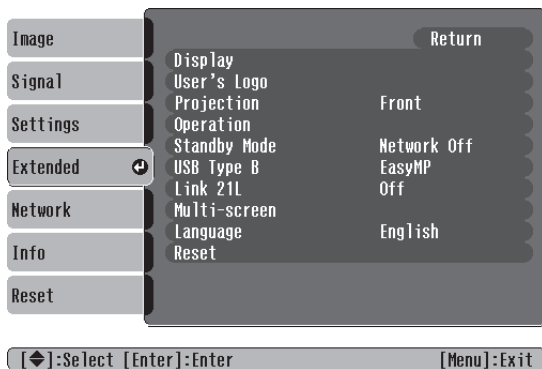 Image
Signal
Settings
Extended
Network
Info
Reset
Return
Display
User's Logo
Projection Front
Operation
Standby Mode Network Off
USB Type B EasyMP
Link 21L Off
Multi-screen
Language English
Reset
[◆]:Select [Enter]:Enter [Menu]:Exit